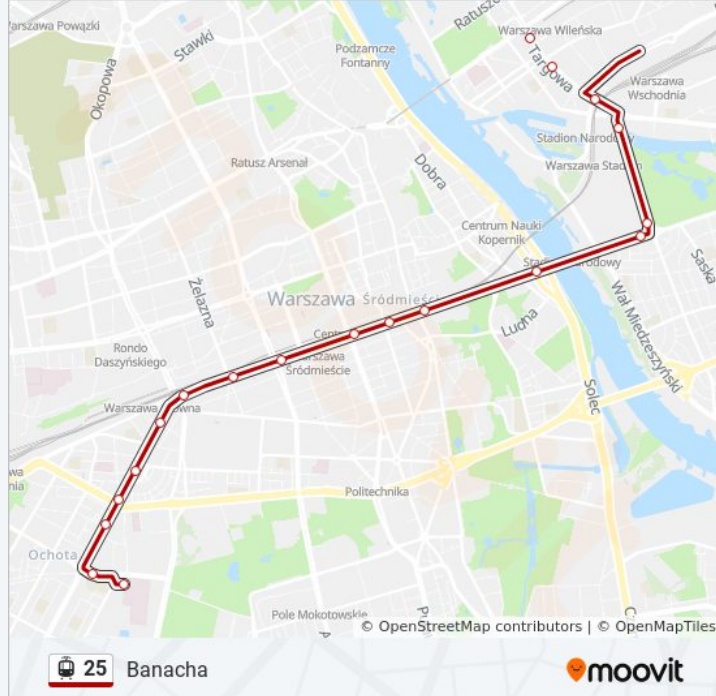 Warszawa Powązki
Stawki
Okopowa
Podzamcze
Fontanny
Ratusz
Warszawa Wileńska
Targowa
Warszawa
Wschodnia
Stadion Narodowy
Warszawa Stadion
Ratusz Arsenał
Dobra
Centrum Nauki
Kopernik
Stadion Narodowy
Saska
Wał Miedzeszyński
Żelazna
Warszawa Śródmieście
Rondo
Daszyńskiego
Warszawa
Śródmieście
Ludna
Solec
Warszawa
Politechnika
Ochota
Pole Mokotowskie
© OpenStreetMap contributors | © OpenMapTiles
25 Banacha
moovit